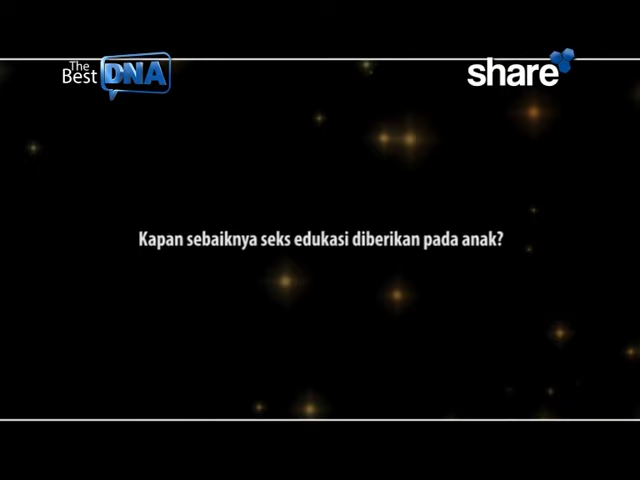 The
Best DNA
share
Kapan sebaiknya seks edukasi diberikan pada anak?